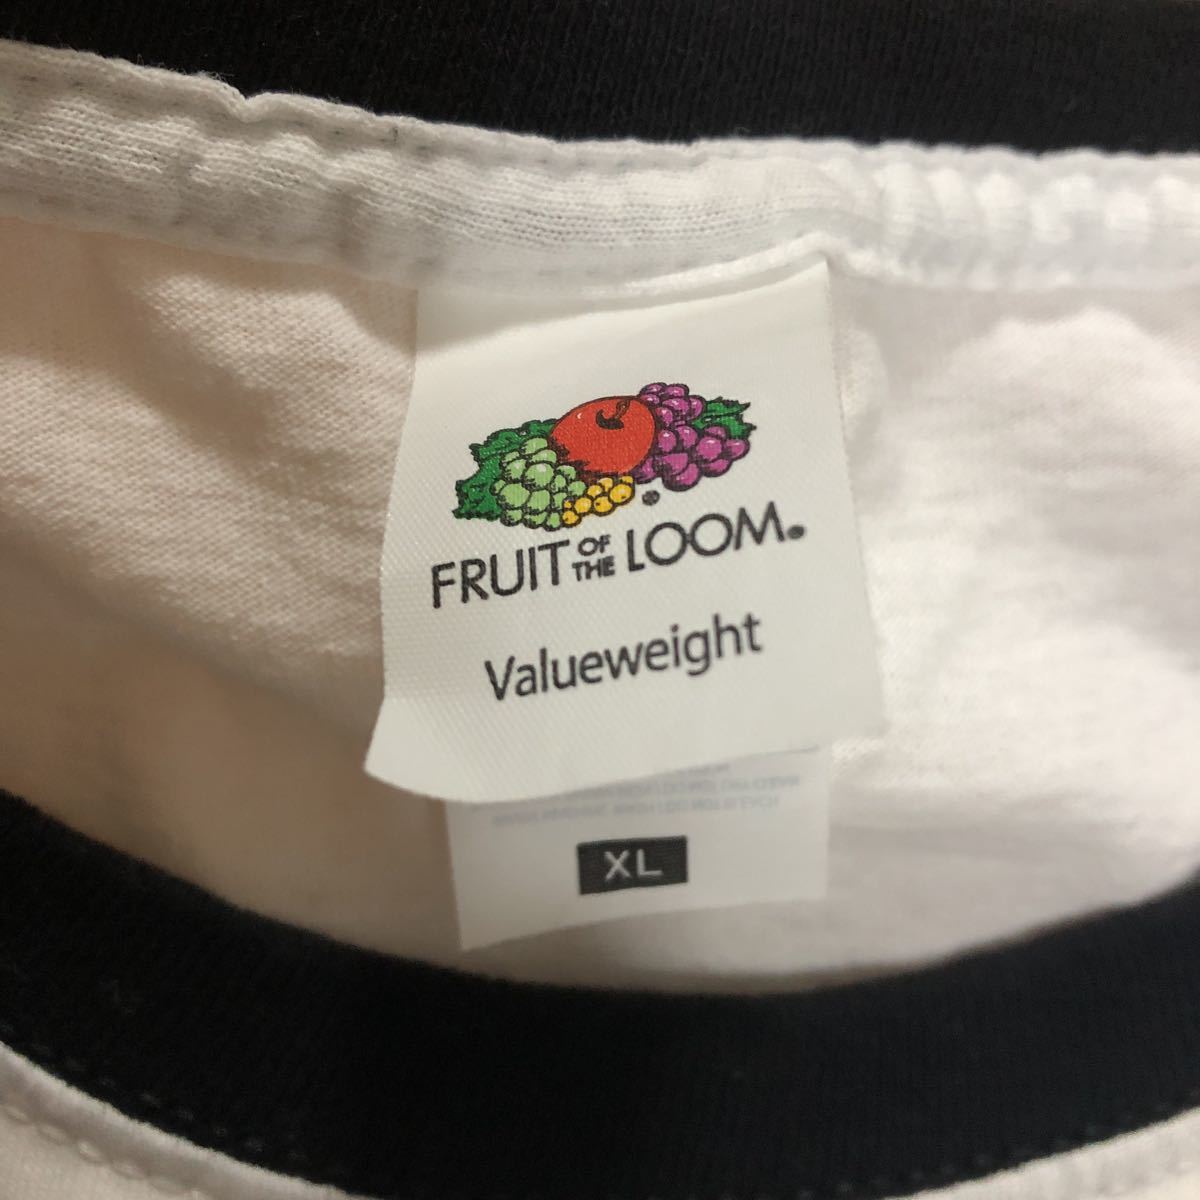 FRUIT OF THE LOOM®
Valueweight
XL